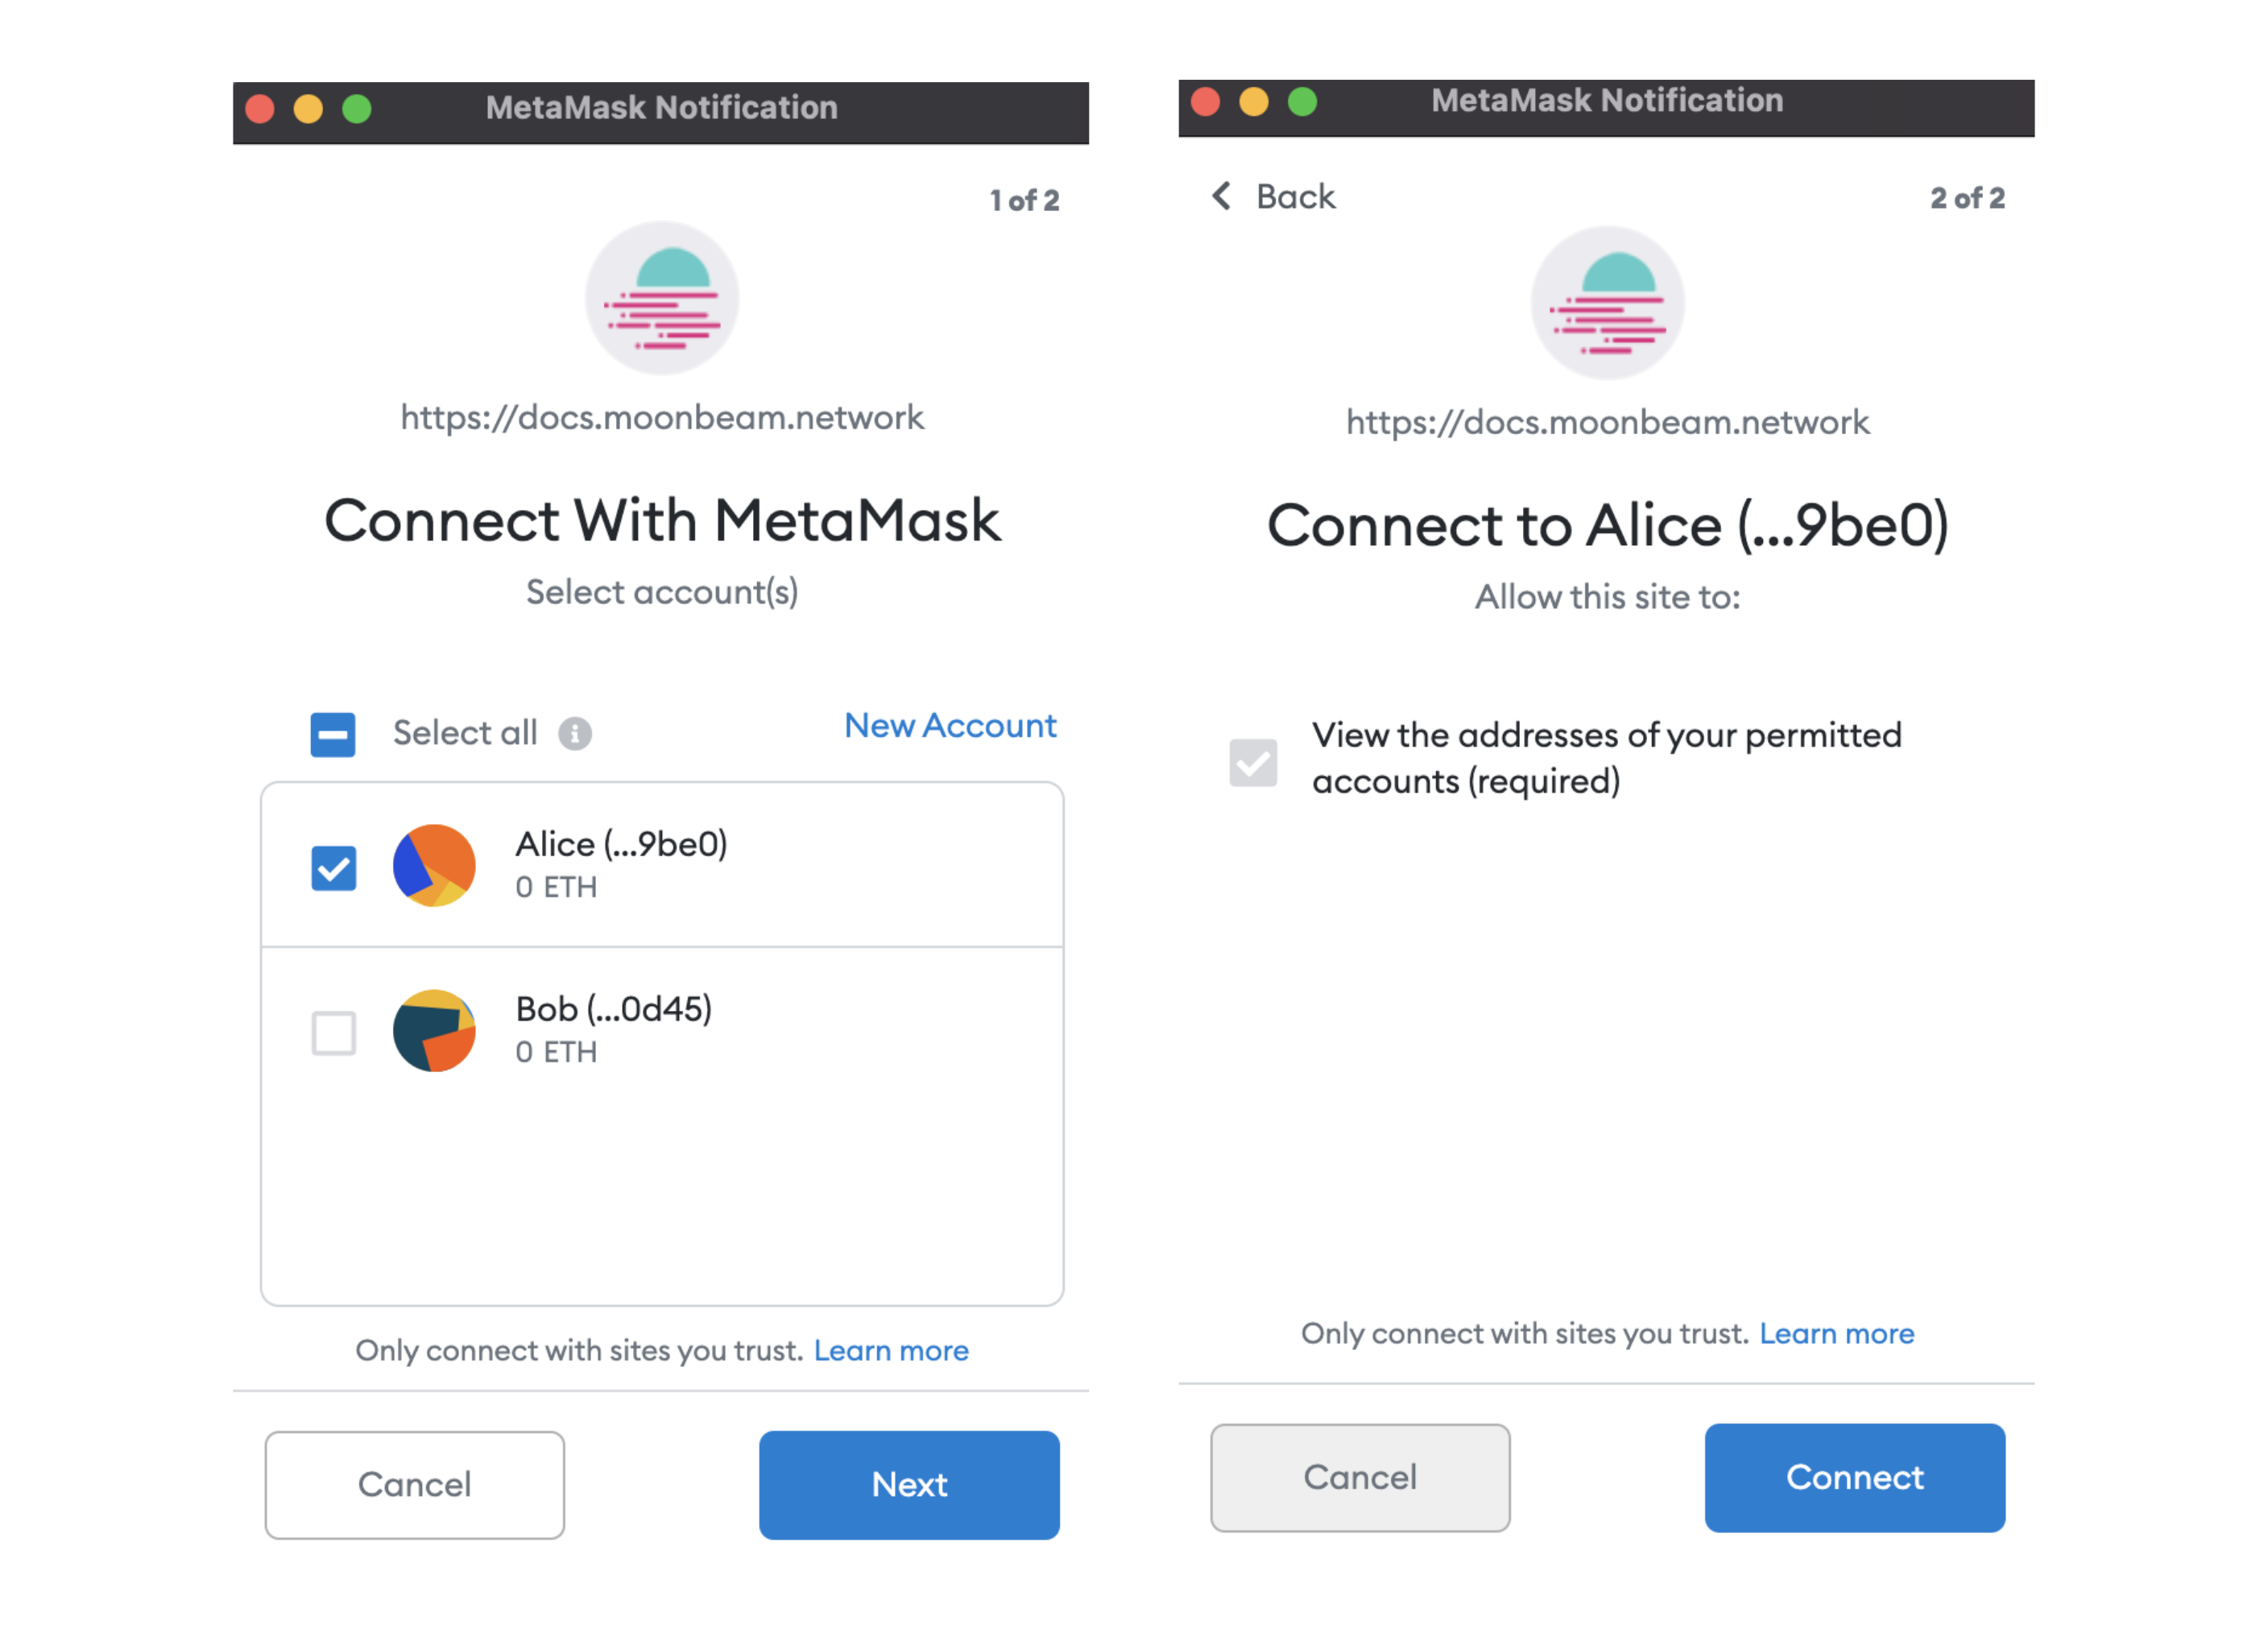 MetaMask Notification
1 of 2
https://docs.moonbeam.network
Connect With MetaMask
Select account(s)
Select all
New Account
Alice (...9be0)
0 ETH
Bob (...0d45)
0 ETH
Only connect with sites you trust. Learn more
Cancel
Next
MetaMask Notification
Back
2 of 2
https://docs.moonbeam.network
Connect to Alice (...9be0)
Allow this site to:
View the addresses of your permitted
accounts (required)
Only connect with sites you trust. Learn more
Cancel
Connect